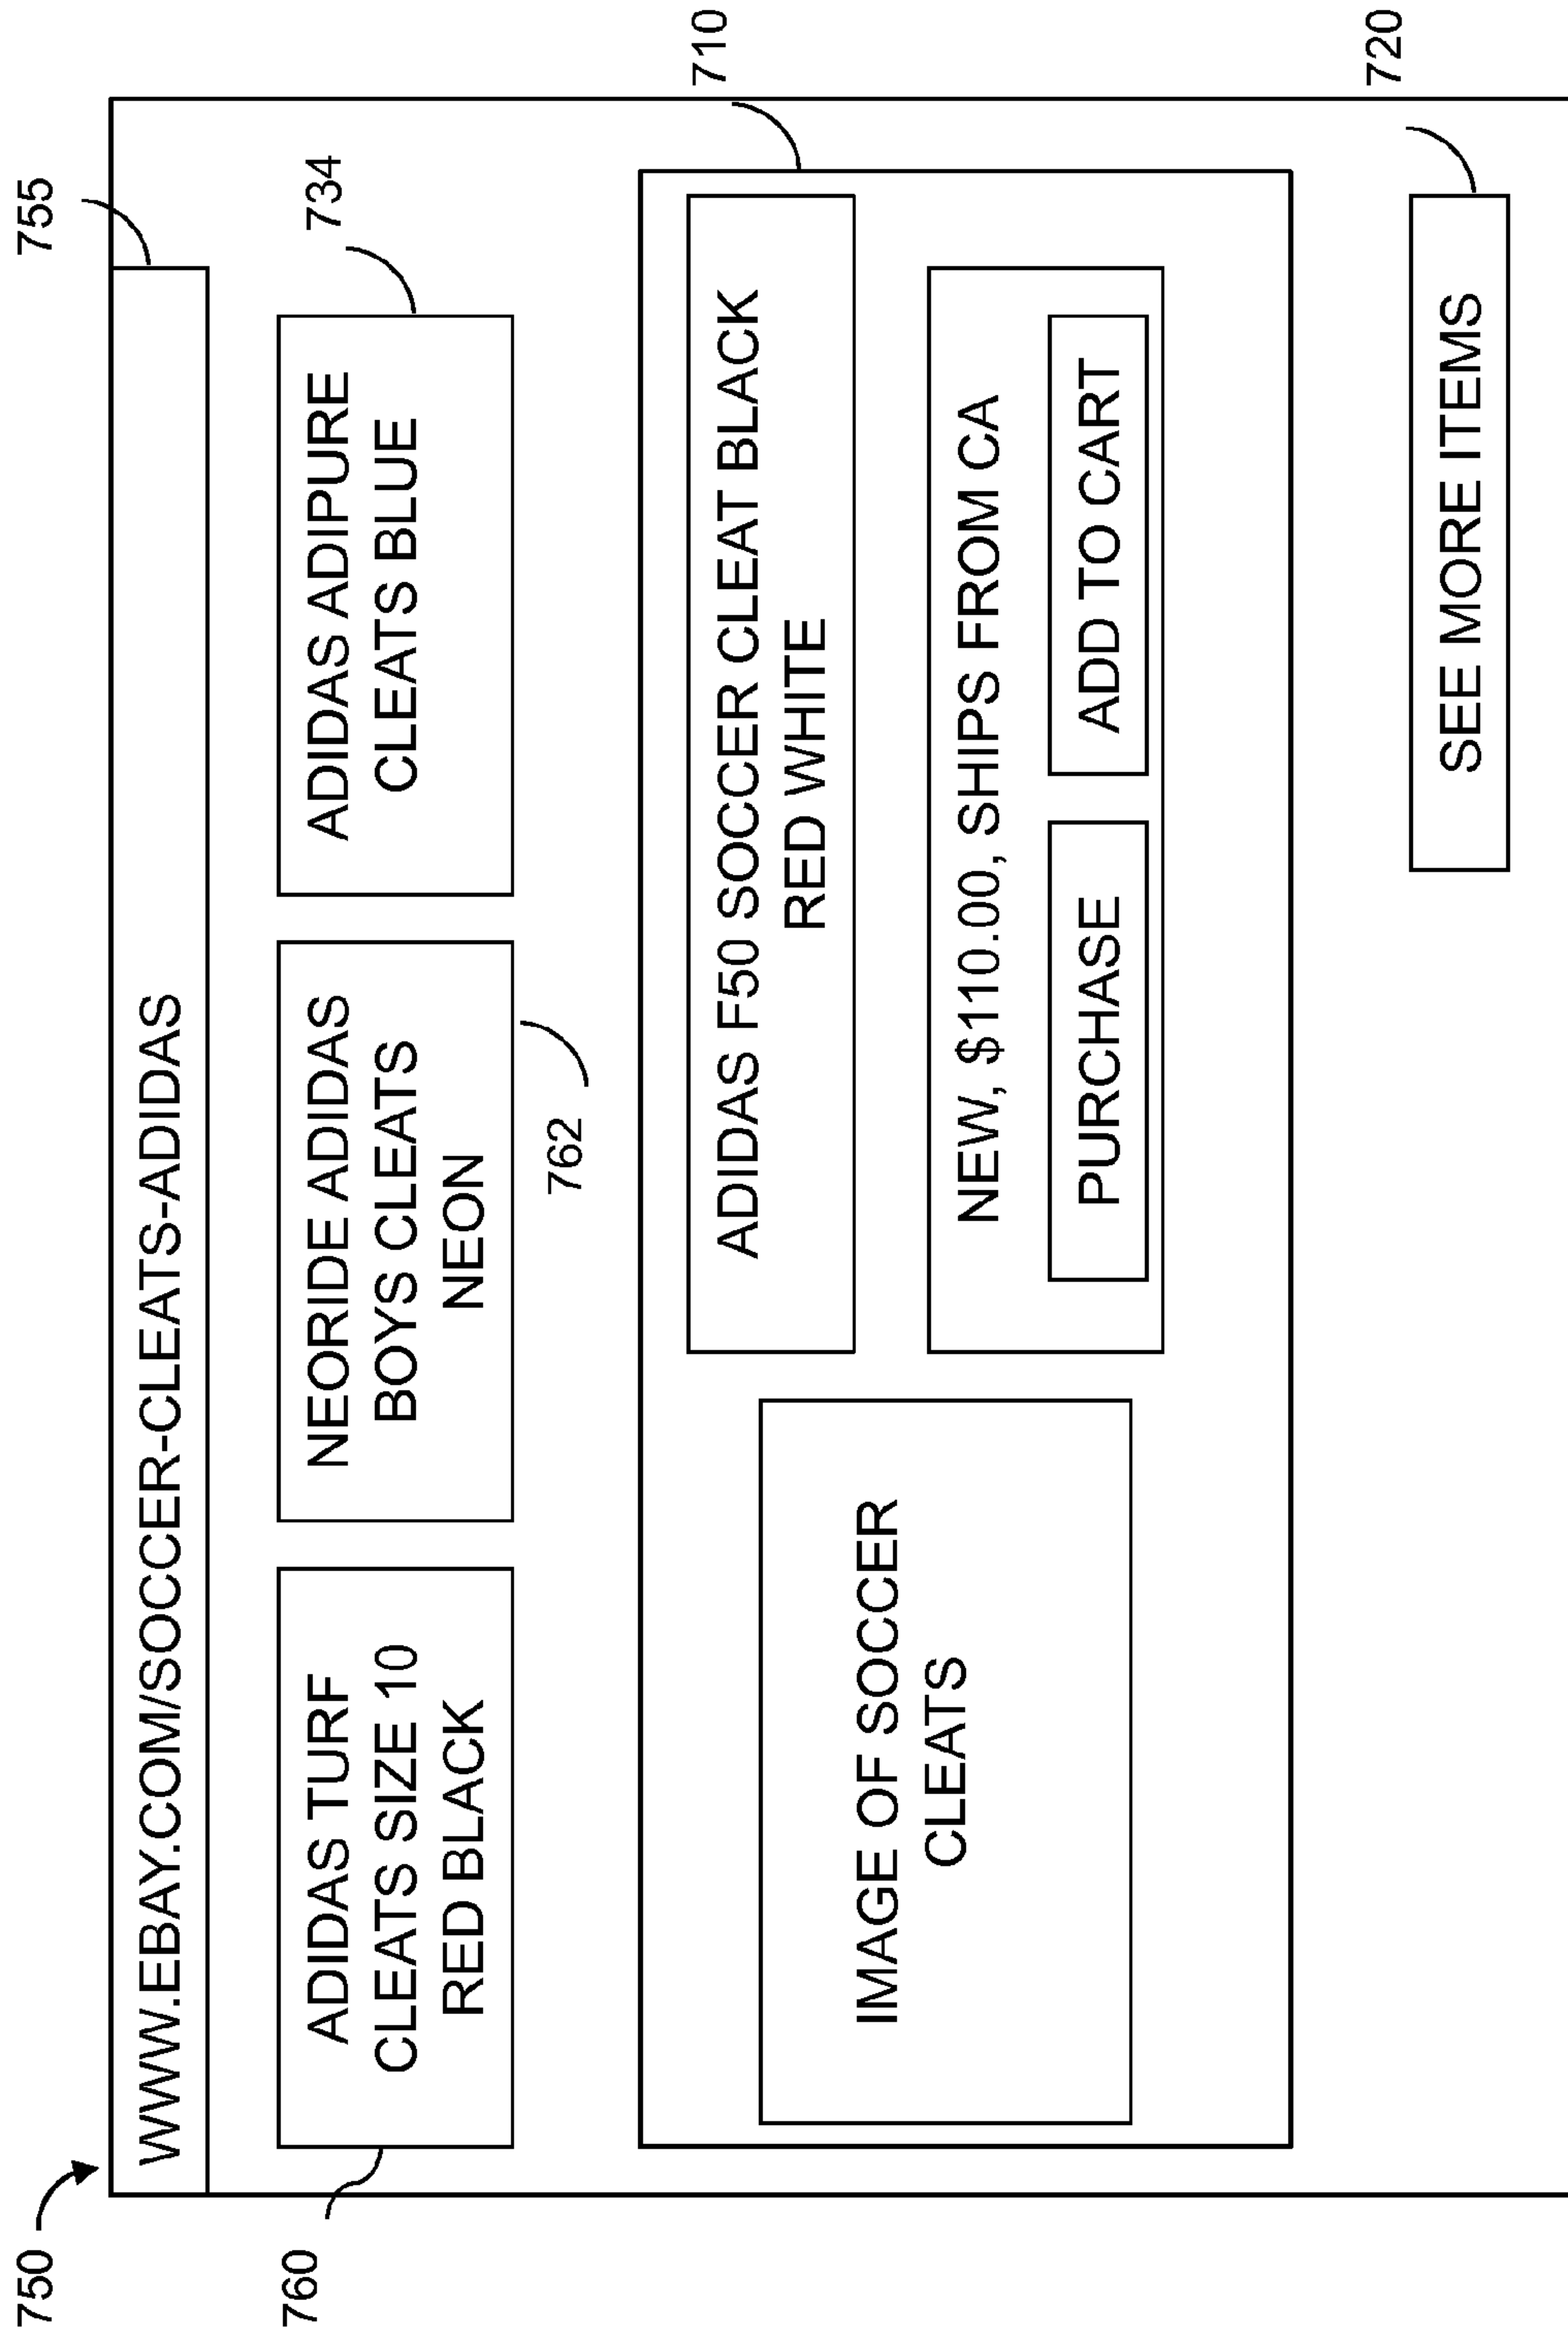 750
755
WWW.EBAY.COM/SOCCER-CLEATS-ADIDAS
760
ADIDAS TURF
CLEATS SIZE 10
RED BLACK
NEORIDE ADIDAS
BOYS CLEATS
NEON
762
ADIDAS ADIPURE
CLEATS BLUE
734
710
IMAGE OF SOCCER
CLEATS
ADIDAS F50 SOCCER CLEAT BLACK
RED WHITE
NEW, $110.00, SHIPS FROM CA
PURCHASE
ADD TO CART
SEE MORE ITEMS
720